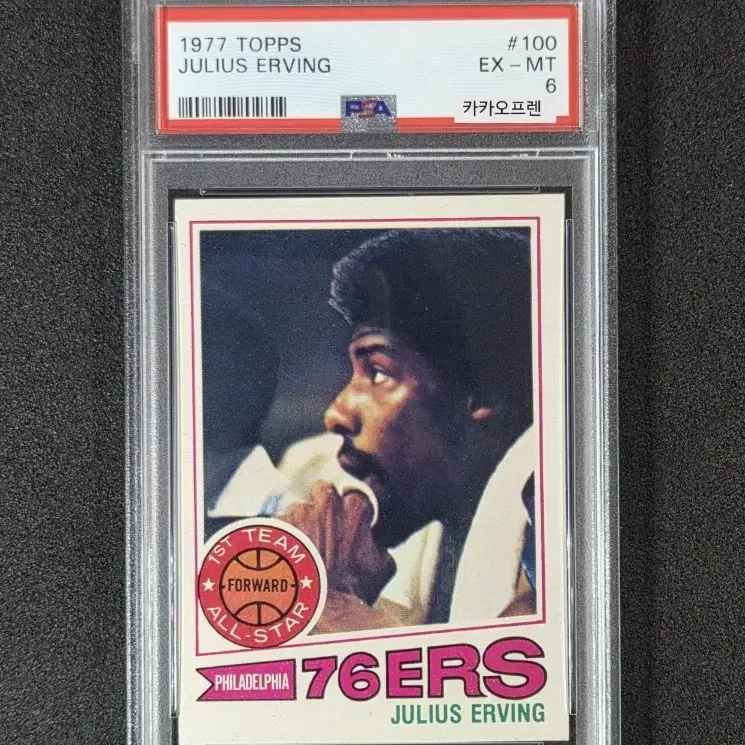 1977 TOPPS #100
JULIUS ERVING EX - MT
6
PSA
카카오프렌
1ST TEAM
FORWARD
ALL-STAR
PHILADELPHIA 76ERS
JULIUS ERVING